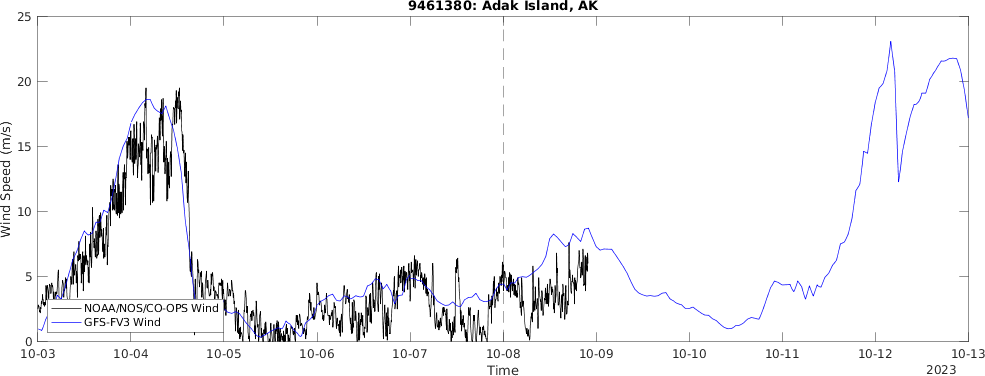 9461380: Adak Island, AK
25
20
15
10
5
0
Wind Speed (m/s)
NOAA/NOS/CO-OPS Wind
GFS-FV3 Wind
10-03 10-04 10-05 10-06 10-07 10-08 10-09 10-10 10-11 10-12 10-13
Time
2023